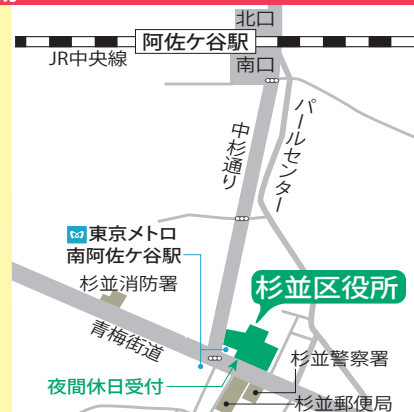 北口
阿佐ケ谷駅
JR中央線
南口
パールセンター
中杉通り
東京メトロ
南阿佐ケ谷駅
杉並消防署
杉並区役所
青梅街道
杉並警察署
夜間休日受付
杉並郵便局